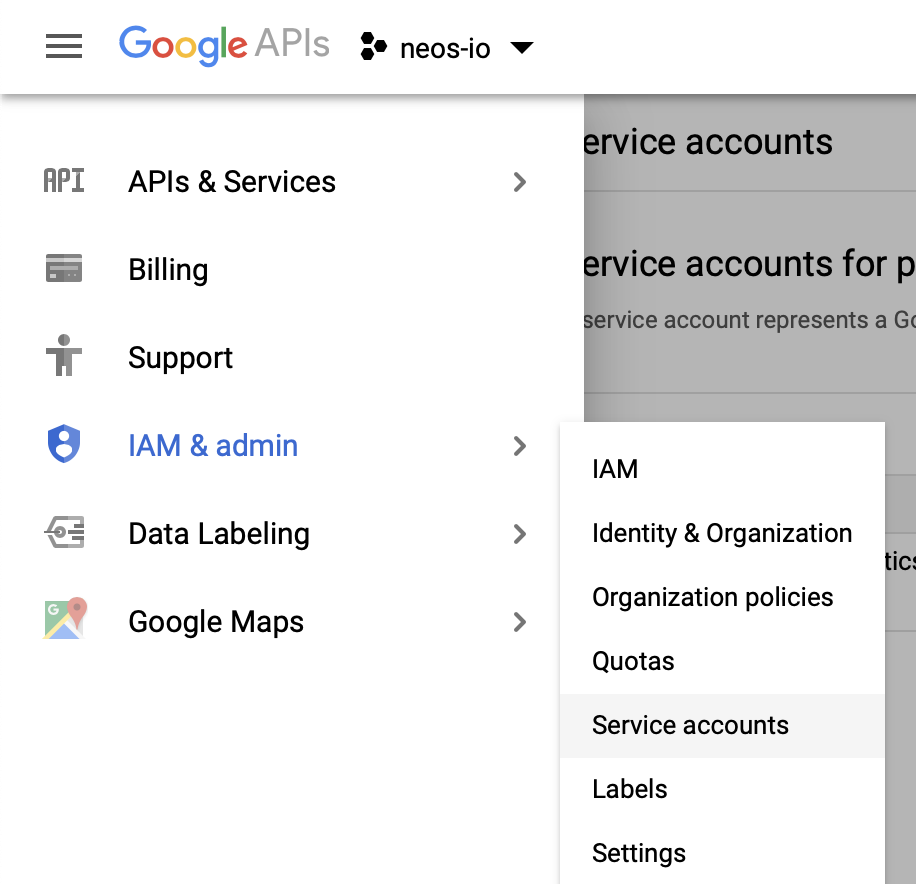 Google APIs neos-io
API APIs & Services
Billing
Support
IAM & admin
Data Labeling
G Google Maps
ervice accounts
ervice accounts for p
service account represents a Go
IAM
Identity & Organization
tics
Organization policies
Quotas
Service accounts
Labels
Settings